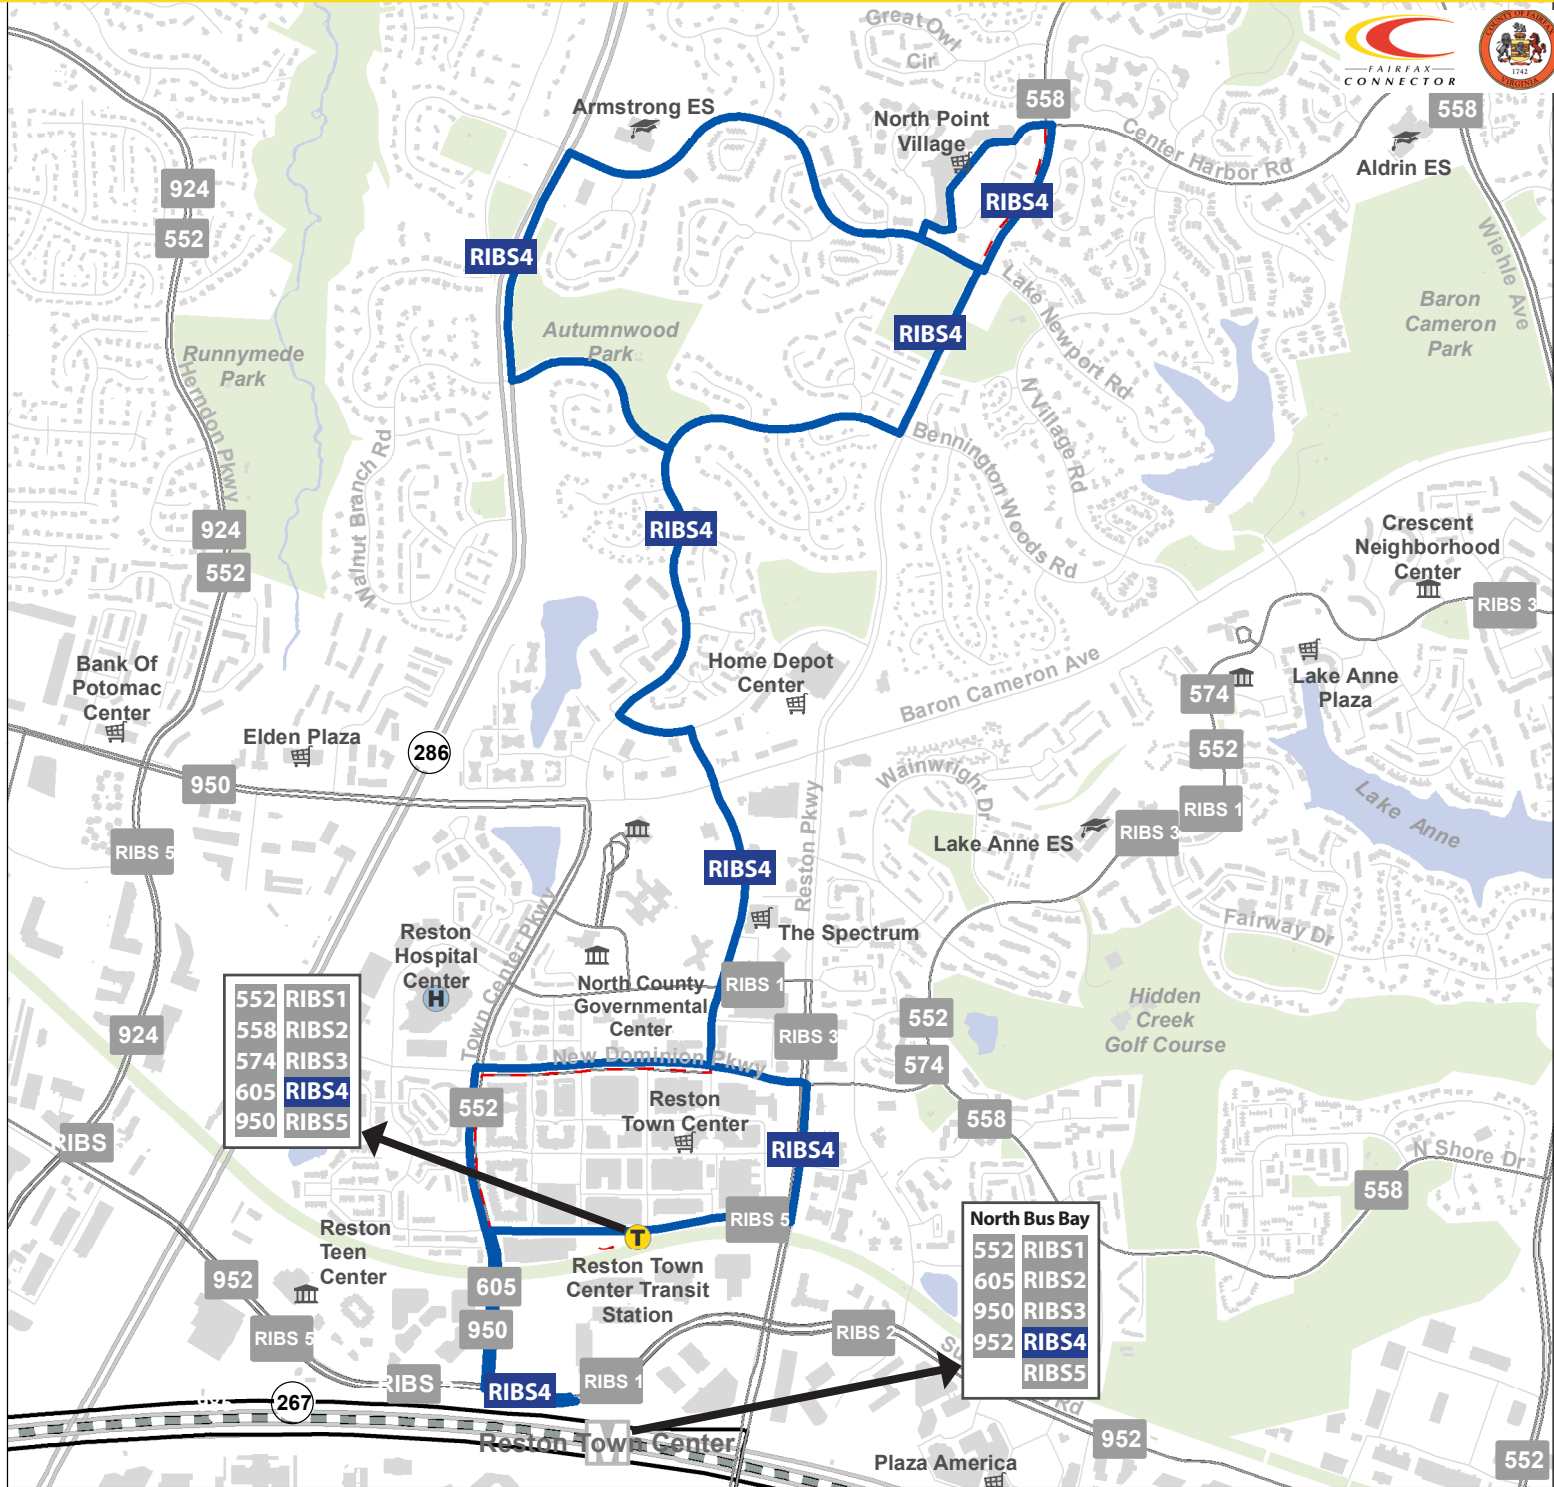 Great Owl
Cir
FAIRFAX
CONNECTOR
COUNTY OF FAIRFAX
1742
VIRGINIA
Armstrong ES
558
North Point
Village
Center Harbor Rd
558
Aldrin ES
924
552
RIBS4
RIBS4
Wiehle Ave
Lake Newport Rd
Baron
Cameron
Park
Autumnwood
Park
RIBS4
Runnymede
Park
Herndon Pkwy
N Village Rd
Bennington Woods Rd
Walnut Branch Rd
924
552
RIBS4
Crescent
Neighborhood
Center
RIBS 3
Bank Of
Potomac
Center
Home Depot
Center
Baron Cameron Ave
574
Lake Anne
Plaza
Elden Plaza
286
552
950
Wainwright Dr
Reston Pkwy
RIBS 1
Lake Anne
RIBS 5
Lake Anne ES
RIBS 3
RIBS4
Town Center Pkwy
The Spectrum
Fairway Dr
Reston
Hospital
Center
H
North County
Governmental
Center
RIBS 1
RIBS 3
552
574
Hidden
Creek
Golf Course
552 RIBS1
558 RIBS2
574 RIBS3
605 RIBS4
950 RIBS5
924
New Dominion Pkwy
552
Reston
Town Center
558
RIBS
RIBS4
N Shore Dr
558
RIBS 5
T
Reston Town
Center Transit
Station
Reston
Teen
Center
North Bus Bay
552 RIBS1
605 RIBS2
950 RIBS3
952 RIBS4
RIBS5
952
605
950
RIBS 5
RIBS 2
RIBS
RIBS4
RIBS 1
267
Rd
Reston Town Center
952
Plaza America
552